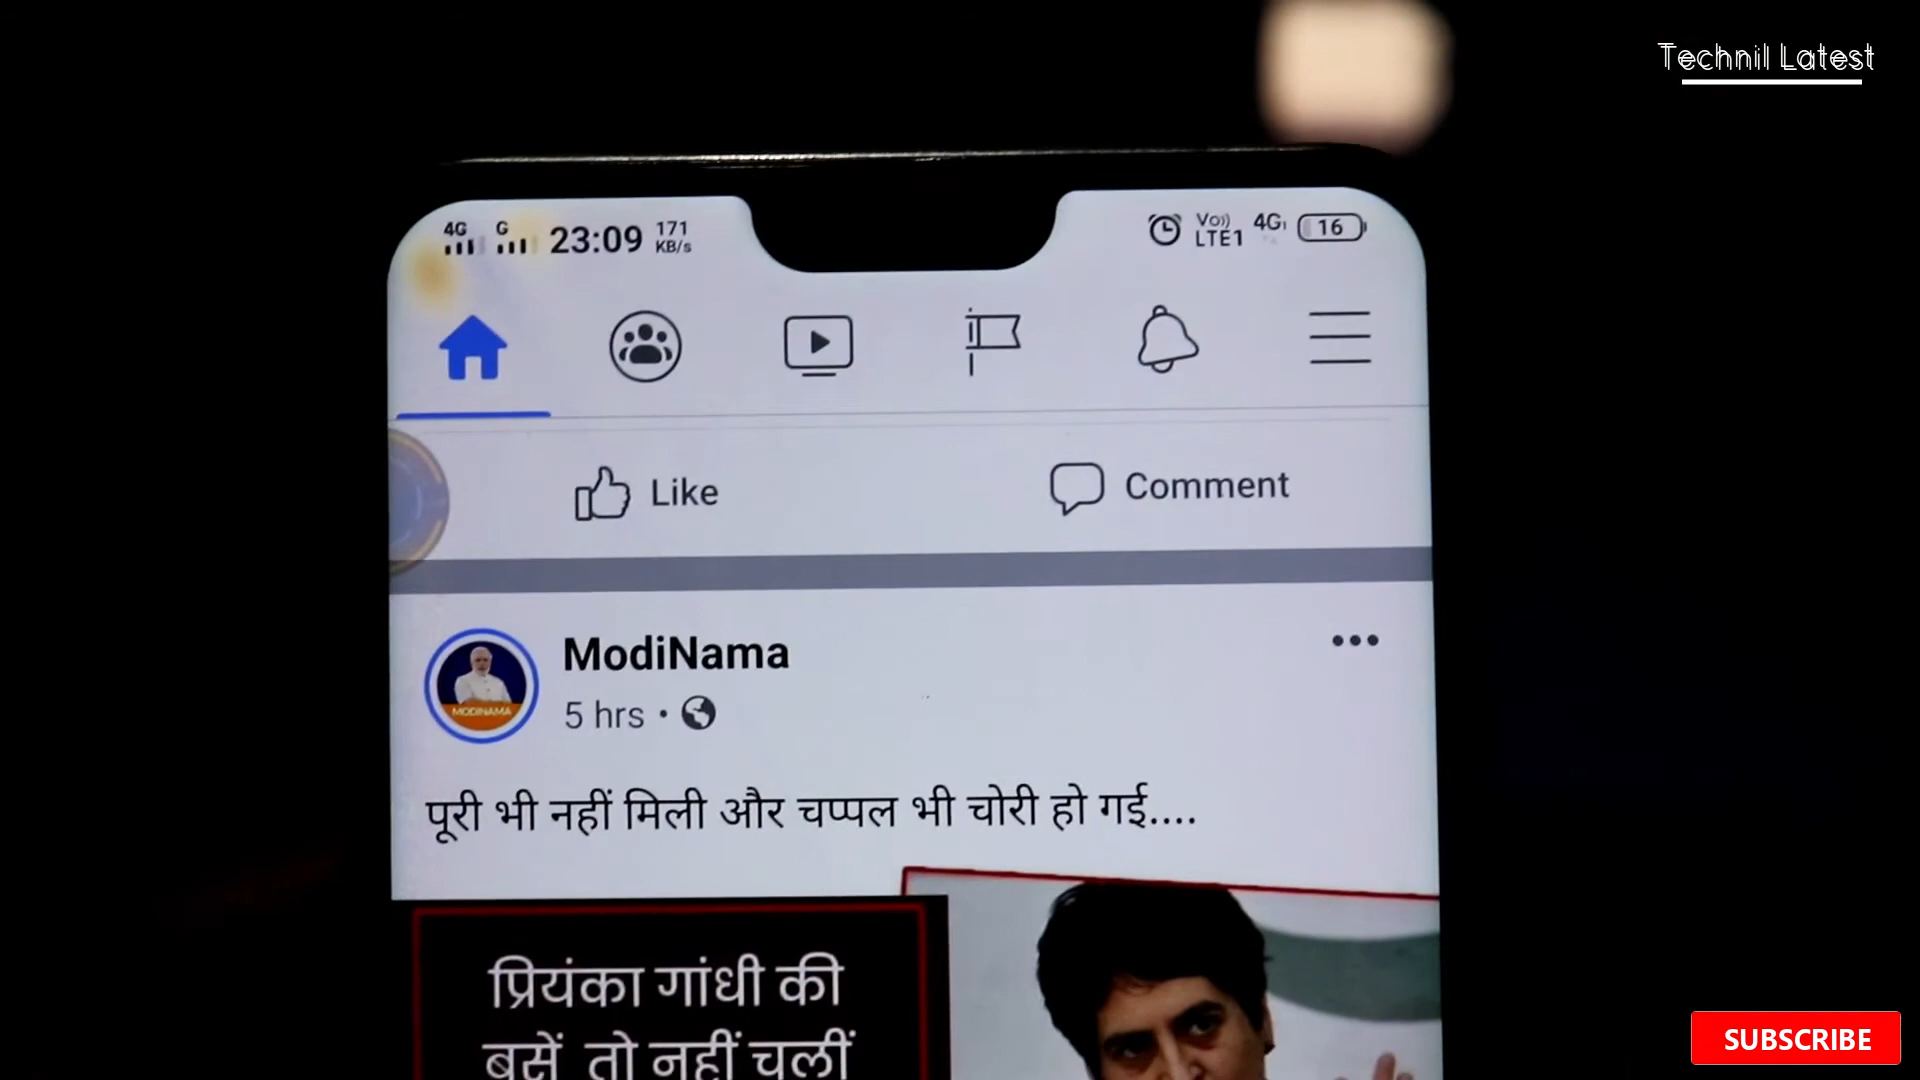 Technil Latest
4G G 23:09 171 KB/s
Vo)) LTE1 4G 16
Like Comment
ModiNama
MODINAMA
5 hrs •
पूरी भी नहीं मिली और चप्पल भी चोरी हो गई....
प्रियंका गांधी की
बसें तो नहीं चलीं
SUBSCRIBE